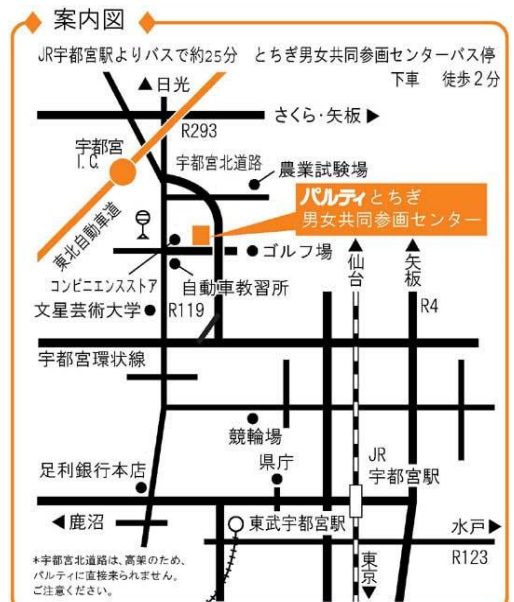 案内図
JR宇都宮駅よりバスで約25分　とちぎ男女共同参画センターバス停
下車　徒歩2分
▲日光
さくら・矢板▶
R293
宇都宮
I.C.
宇都宮北道路
農業試験場
パルティとちぎ
男女共同参画センター
東北自動車道
ゴルフ場
▲仙台
▲矢板
コンビニエンスストア
自動車教習所
文星芸術大学
R119
R4
宇都宮環状線
競輪場
県庁
JR
宇都宮駅
足利銀行本店
◀鹿沼
東武宇都宮駅
水戸▶
R123
東京▼
*宇都宮北道路は、高架のため、
パルティに直接来られません。
ご注意ください。